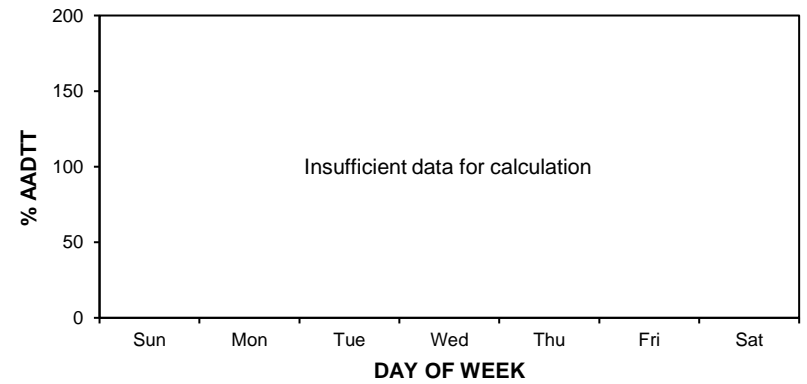 200
150
100
50
0
% AADTT
Insufficient data for calculation
Sun Mon Tue Wed Thu Fri Sat
DAY OF WEEK